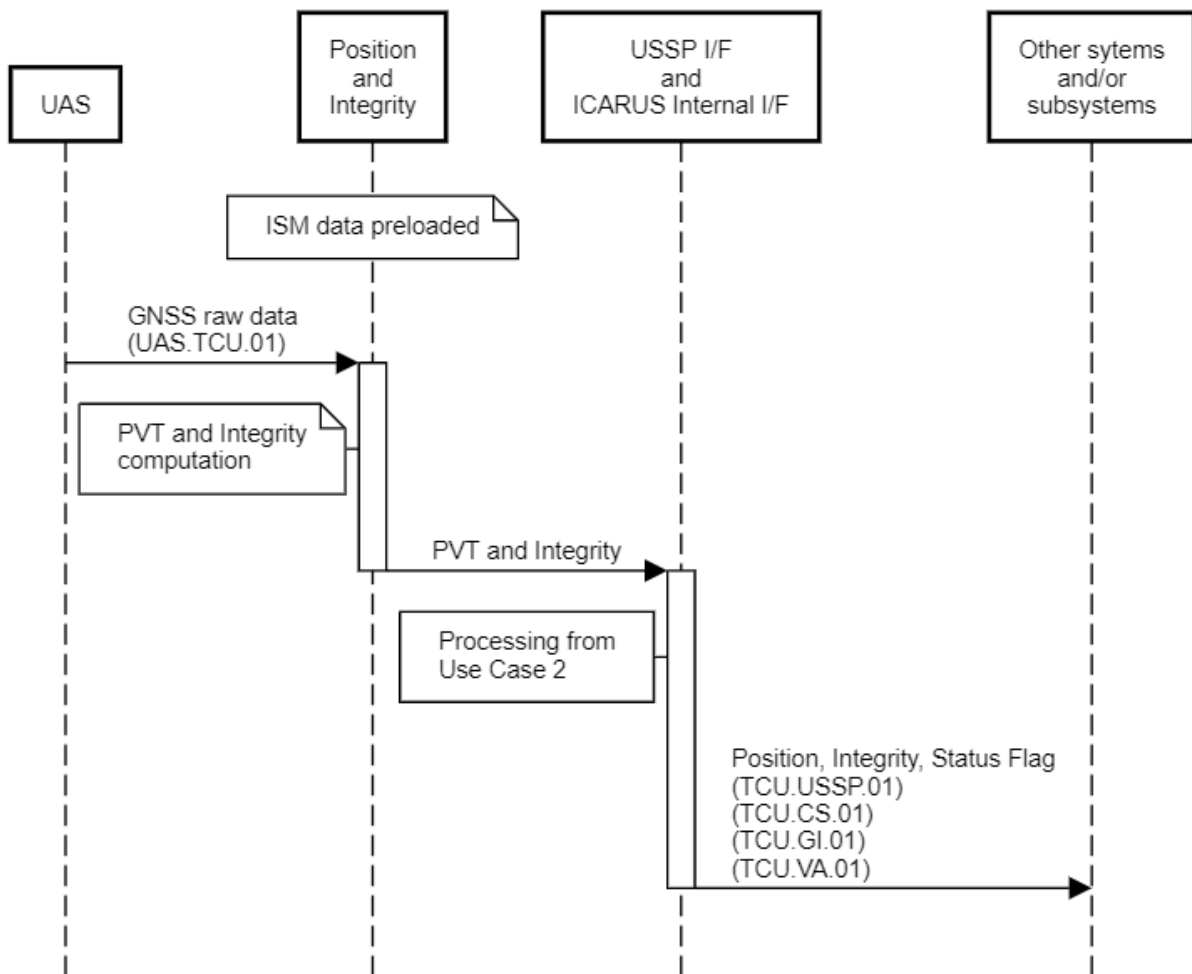 UAS
Position
and
Integrity
USSP I/F
and
ICARUS Internal I/F
Other sytems
and/or
subsystems
ISM data preloaded
GNSS raw data
(UAS.TCU.01)
PVT and Integrity
computation
PVT and Integrity
Processing from
Use Case 2
Position, Integrity, Status Flag
(TCU.USSP.01)
(TCU.CS.01)
(TCU.GI.01)
(TCU.VA.01)